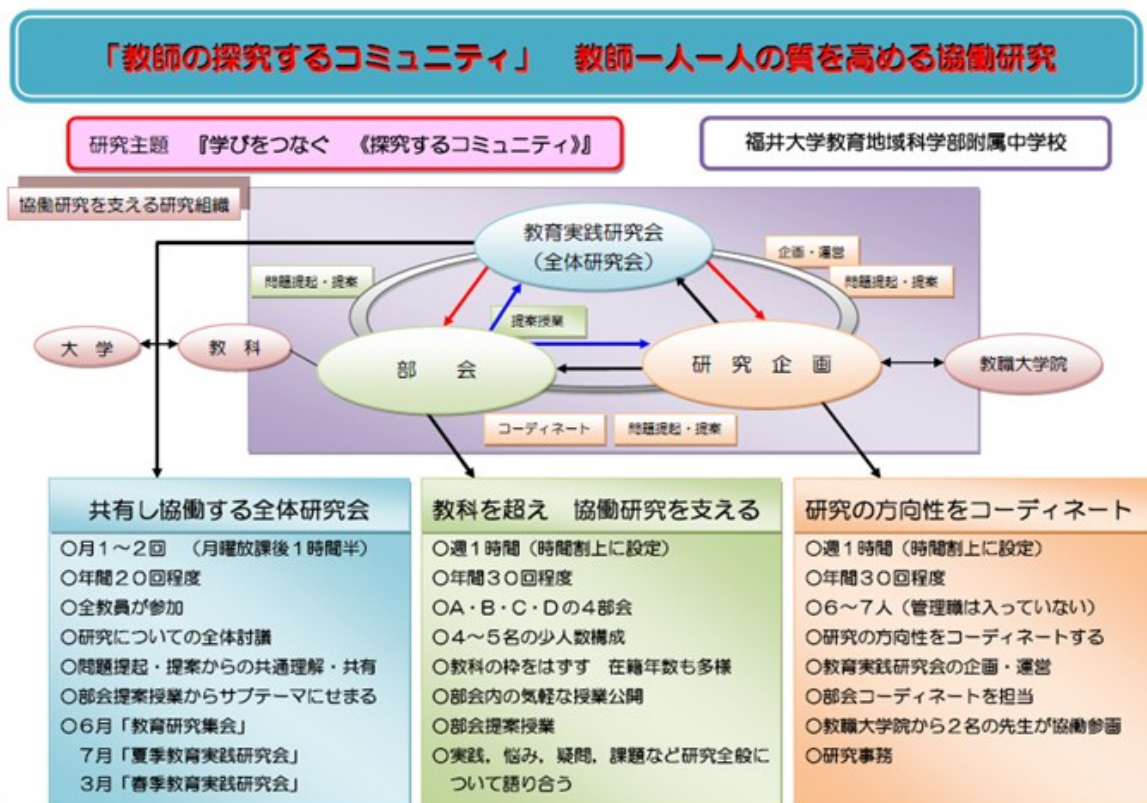 「教師の探究するコミュニティ」 教師一人一人の質を高める協働研究
研究主題 『学びをつなぐ 《探究するコミュニティ》』
福井大学教育地域科学部附属中学校
協働研究を支える研究組織
教育実践研究会
(全体研究会)
企画・運営
問題提起・提案
問題提起・提案
提案授業
大 学
教 科
部 会
研 究 企 画
教職大学院
コーディネート
問題提起・提案
共有し協働する全体研究会
○月1~2回 (月曜放課後1時間半)
○年間20回程度
○全教員が参加
○研究についての全体討議
○問題提起・提案からの共通理解・共有
○部会提案授業からサブテーマにせまる
○6月「教育研究集会」
7月「夏季教育実践研究会」
3月「春季教育実践研究会」
教科を超え 協働研究を支える
○週1時間(時間割上に設定)
○年間30回程度
○A・B・C・Dの4部会
○4~5名の少人数構成
○教科の枠をはずす 在籍年数も多様
○部会内の気軽な授業公開
○部会提案授業
○実践,悩み,疑問,課題など研究全般に
ついて語り合う
研究の方向性をコーディネート
○週1時間(時間割上に設定)
○年間30回程度
○6~7人(管理職は入っていない)
○研究の方向性をコーディネートする
○教育実践研究会の企画・運営
○部会コーディネートを担当
○教職大学院から2名の先生が協働参画
○研究事務